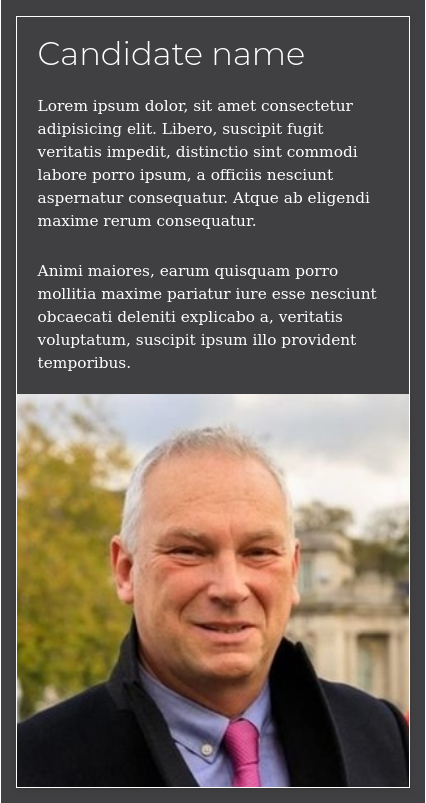 Candidate name
Lorem ipsum dolor, sit amet consectetur
adipisicing elit. Libero, suscipit fugit
veritatis impedit, distinctio sint commodi
labore porro ipsum, a officiis nesciunt
aspernatur consequatur. Atque ab eligendi
maxime rerum consequatur.
Animi maiores, earum quisquam porro
mollitia maxime pariatur iure esse nesciunt
obcaecati deleniti explicabo a, veritatis
voluptatum, suscipit ipsum illo provident
temporibus.